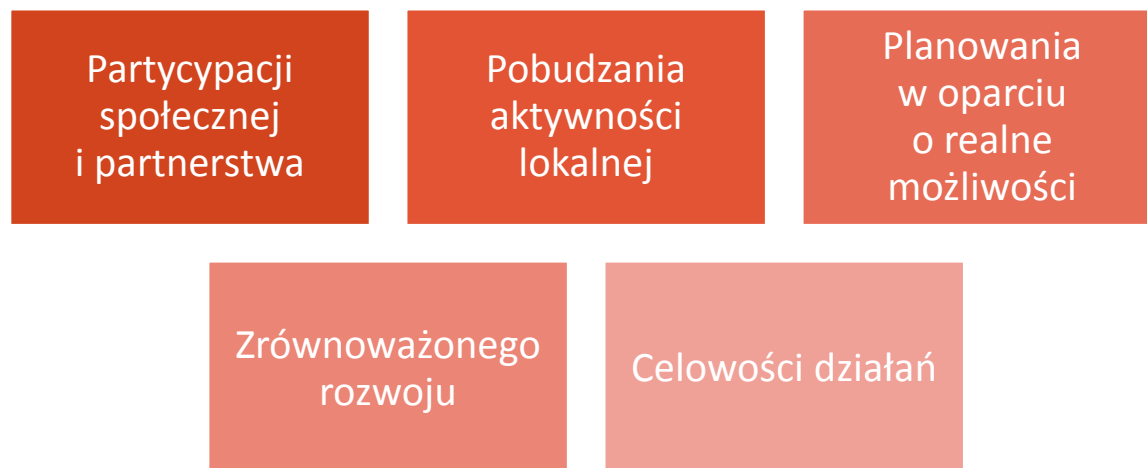 Partycypacji
społecznej
i partnerstwa
Pobudzania
aktywności
lokalnej
Planowania
w oparciu
o realne
możliwości
Zrównoważonego
rozwoju
Celowości działań